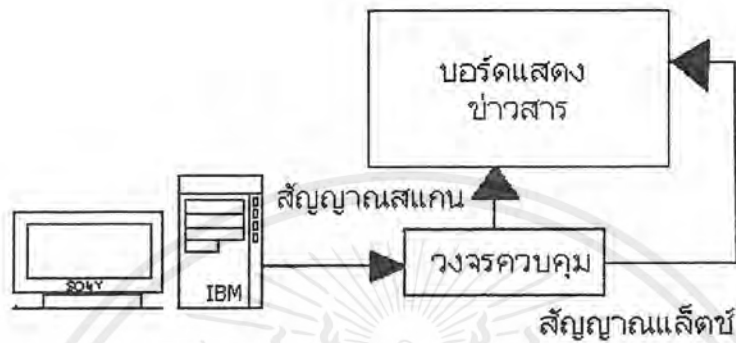 บอร์ดแสดง
ข่าวสาร
สัญญาณสแกน
วงจรควบคุม
SONY
IBM
สัญญาณแล็ตช์